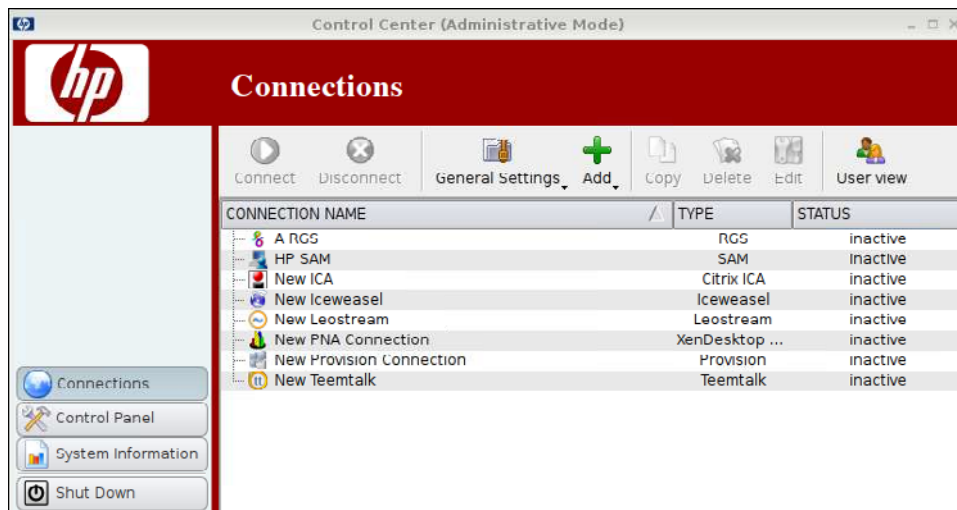 Control Center (Administrative Mode)
hp
Connections
Connect Disconnect General Settings Add Copy Delete Edit User view
CONNECTION NAME TYPE STATUS
A RGS RGS inactive
HP SAM SAM inactive
New ICA Citrix ICA inactive
New Iceweasel Iceweasel inactive
New Leostream Leostream inactive
New PNA Connection XenDesktop ... inactive
New Provision Connection Provision inactive
New Teemtalk Teemtalk inactive
Connections
Control Panel
System Information
Shut Down